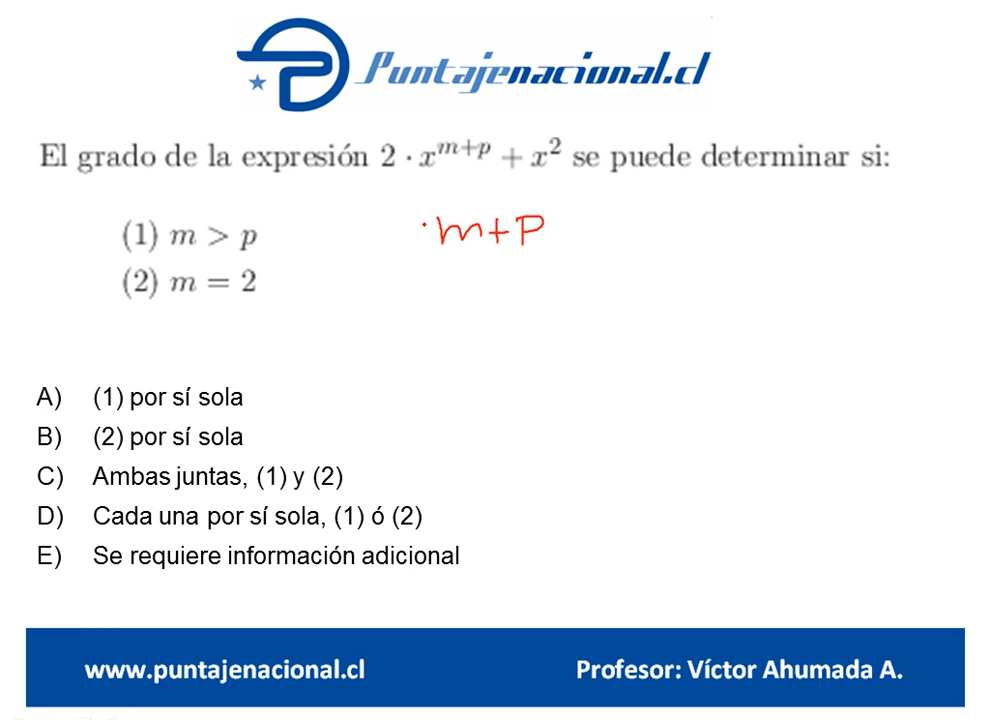 Puntajenacional.cl
El grado de la expresión 2 · x^{m+p} + x^2 se puede determinar si:
(1) m > p
·m+P
(2) m = 2
A) (1) por sí sola
B) (2) por sí sola
C) Ambas juntas, (1) y (2)
D) Cada una por sí sola, (1) ó (2)
E) Se requiere información adicional
www.puntajenacional.cl Profesor: Víctor Ahumada A.